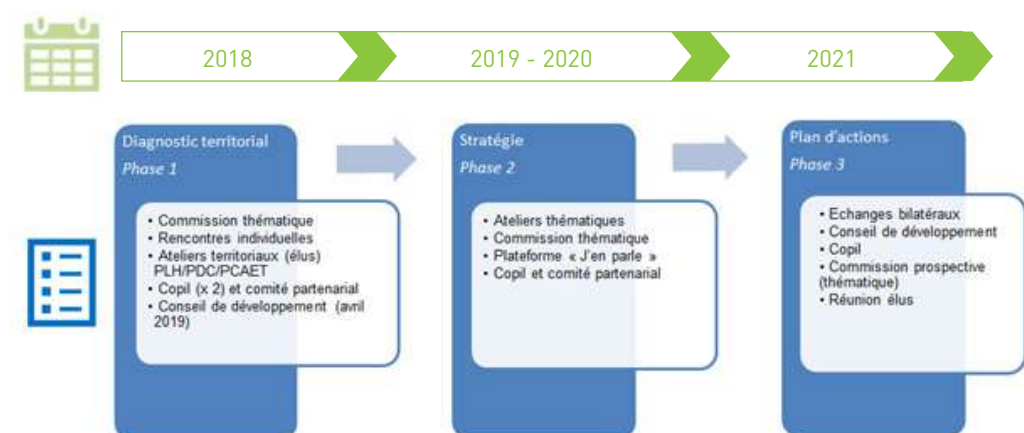 2018
2019 - 2020
2021
Diagnostic territorial
Phase 1
• Commission thématique
• Rencontres individuelles
• Ateliers territoriaux (élus)
PLH/PDC/PCAET
• Copil (x 2) et comité partenarial
• Conseil de développement (avril
2019)
Stratégie
Phase 2
• Ateliers thématiques
• Commission thématique
• Plateforme « J'en parle »
• Copil et comité partenarial
Plan d'actions
Phase 3
• Echanges bilatéraux
• Conseil de développement
• Copil
• Commission prospective
(thématique)
• Réunion élus